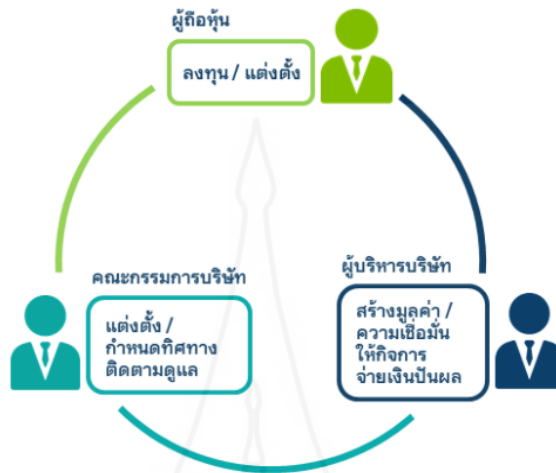 ผู้ถือหุ้น
ลงทุน / แต่งตั้ง
คณะกรรมการบริษัท
แต่งตั้ง /
กำหนดทิศทาง
ติดตามดูแล
ผู้บริหารบริษัท
สร้างมูลค่า /
ความเชื่อมั่น
ให้กิจการ
จ่ายเงินปันผล